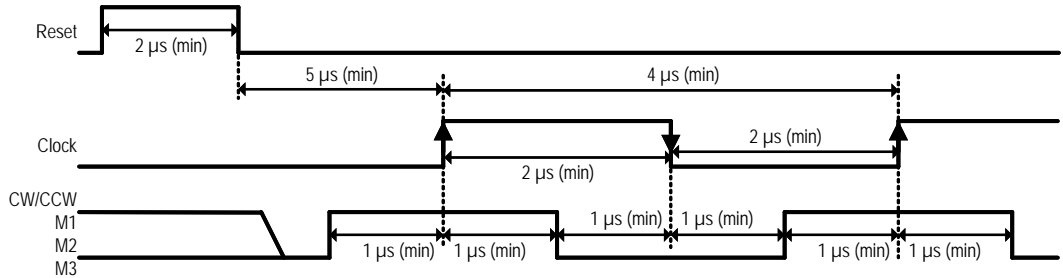 Reset
2 µs (min)
5 µs (min)
4 µs (min)
Clock
2 µs (min)
2 µs (min)
CW/CCW
M1
M2
M3
1 µs (min)
1 µs (min)
1 µs (min)
1 µs (min)
1 µs (min)
1 µs (min)